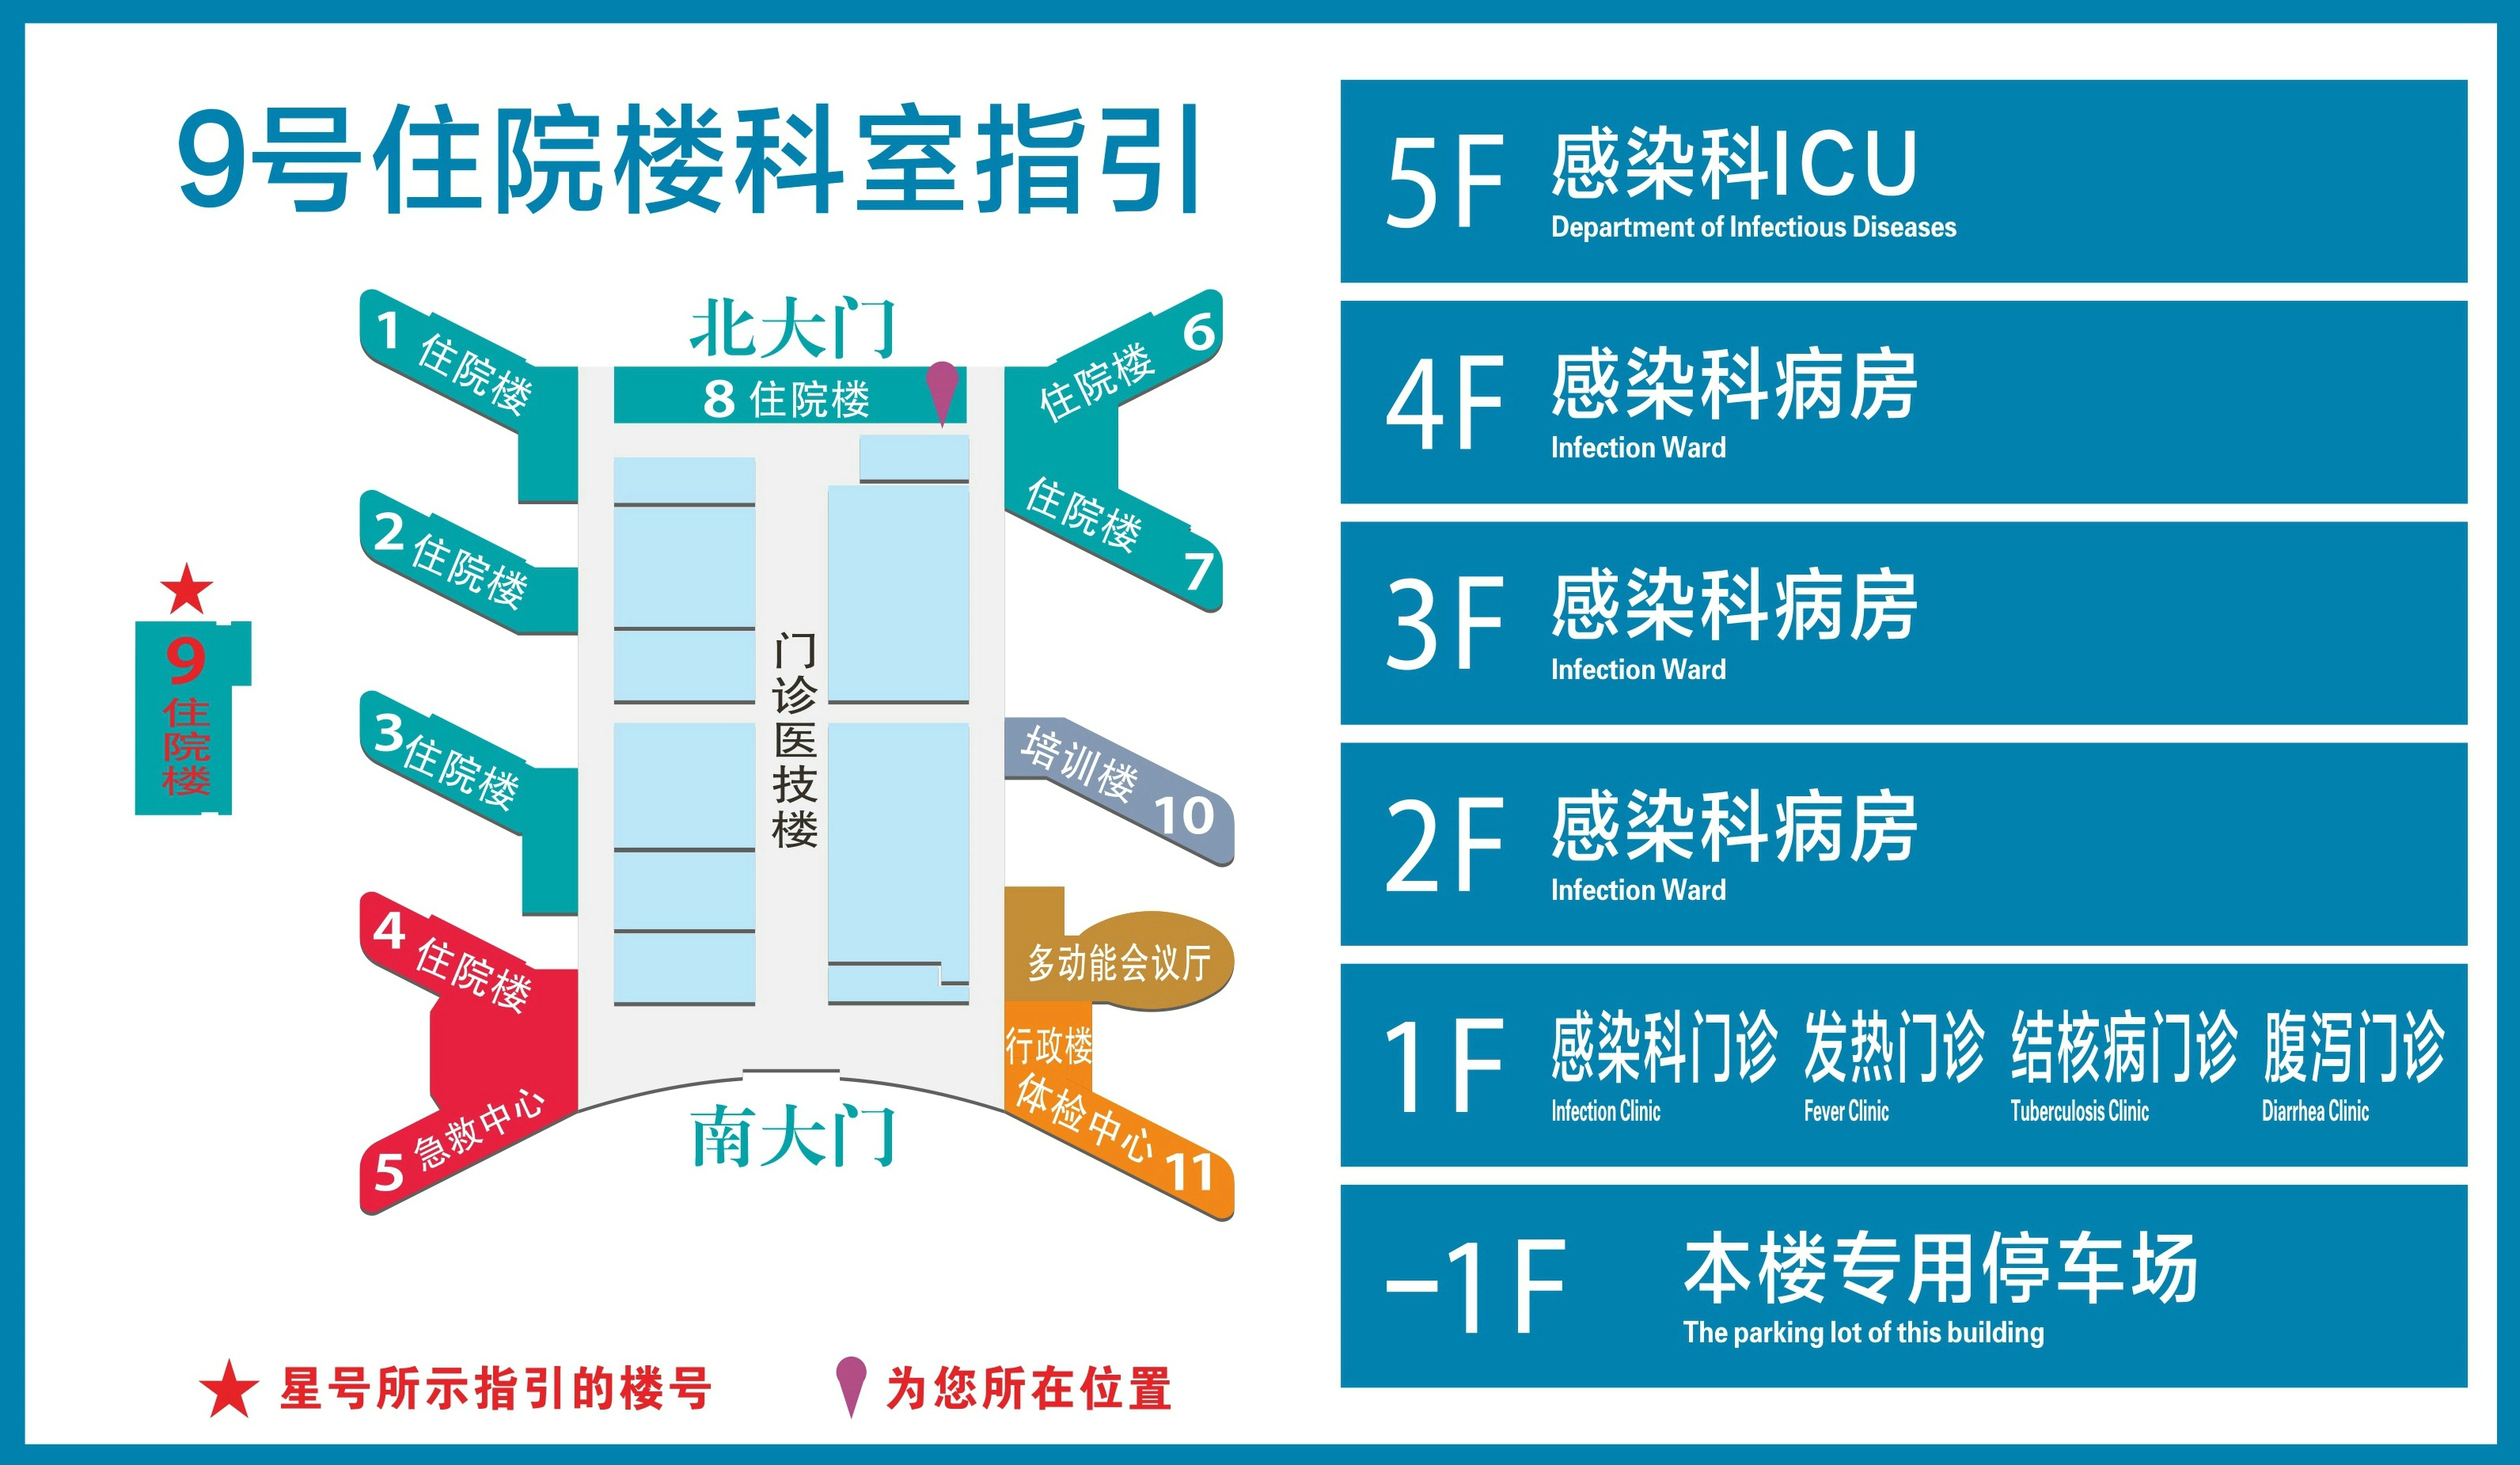 9号住院楼科室指引
北大门
1 住院楼
8 住院楼
6 住院楼
2 住院楼
住院楼 7
9
住
院
楼
3 住院楼
门
诊
医
技
楼
培训楼 10
4 住院楼
多动能会议厅
行政楼
5 急救中心
体检中心 11
南大门
星号所示指引的楼号
为您所在位置
5F 感染科ICU
Department of Infectious Diseases
4F 感染科病房
Infection Ward
3F 感染科病房
Infection Ward
2F 感染科病房
Infection Ward
1F 感染科门诊 发热门诊 结核病门诊 腹泻门诊
Infection Clinic Fever Clinic Tuberculosis Clinic Diarrhea Clinic
-1F 本楼专用停车场
The parking lot of this building